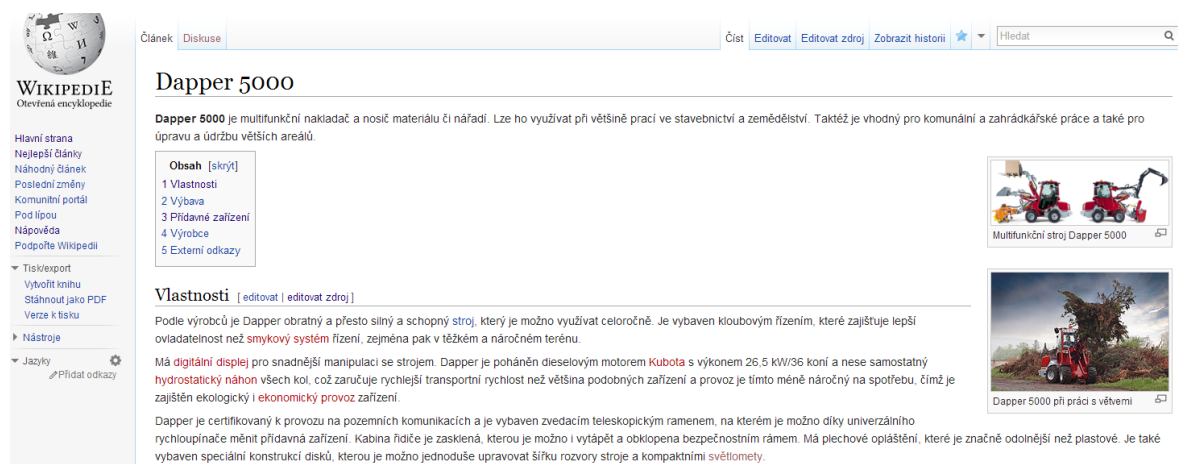 WIKIPEDIE
Otevřená encyklopedie
Hlavní strana
Nejlepší články
Náhodný článek
Poslední změny
Komunitní portál
Pod lípou
Nápověda
Podpořte Wikipedii
Tisk/export
Vytvořit knihu
Stáhnout jako PDF
Verze k tisku
Nástroje
Jazyky
Přidat odkazy
Článek Diskuse
Číst Editovat Editovat zdroj Zobrazit historii
Hledat
Dapper 5000
Dapper 5000 je multifunkční nakladač a nosič materiálu či nářadí. Lze ho využívat při většině prací ve stavebnictví a zemědělství. Taktéž je vhodný pro komunální a zahrádkářské práce a také pro
úpravu a údržbu větších areálů.
Obsah [skrýt]
1 Vlastnosti
2 Výbava
3 Přídavné zařízení
4 Výrobce
5 Externí odkazy
Multifunkční stroj Dapper 5000
Dapper 5000 při práci s větvemi
Vlastnosti [ editovat | editovat zdroj ]
Podle výrobců je Dapper obratný a přesto silný a schopný stroj, který je možno využívat celoročně. Je vybaven kloubovým řízením, které zajišťuje lepší
ovladatelnost než smykový systém řízení, zejména pak v těžkém a náročném terénu.
Má digitální displej pro snadnější manipulaci se strojem. Dapper je poháněn dieselovým motorem Kubota s výkonem 26,5 kW/36 koní a nese samostatný
hydrostatický náhon všech kol, což zaručuje rychlejší transportní rychlost než většina podobných zařízení a provoz je tímto méně náročný na spotřebu, čímž je
zajištěn ekologický i ekonomický provoz zařízení.
Dapper je certifikovaný k provozu na pozemních komunikacích a je vybaven zvedacím teleskopickým ramenem, na kterém je možno díky univerzálního
rychloupínače měnit přídavná zařízení. Kabina řidiče je zasklená, kterou je možno i vytápět a obklopena bezpečnostním rámem. Má plechové opláštění, které je značně odolnější než plastové. Je také
vybaven speciální konstrukcí disků, kterou je možno jednoduše upravovat šířku rozvory stroje a kompaktními světlomety.